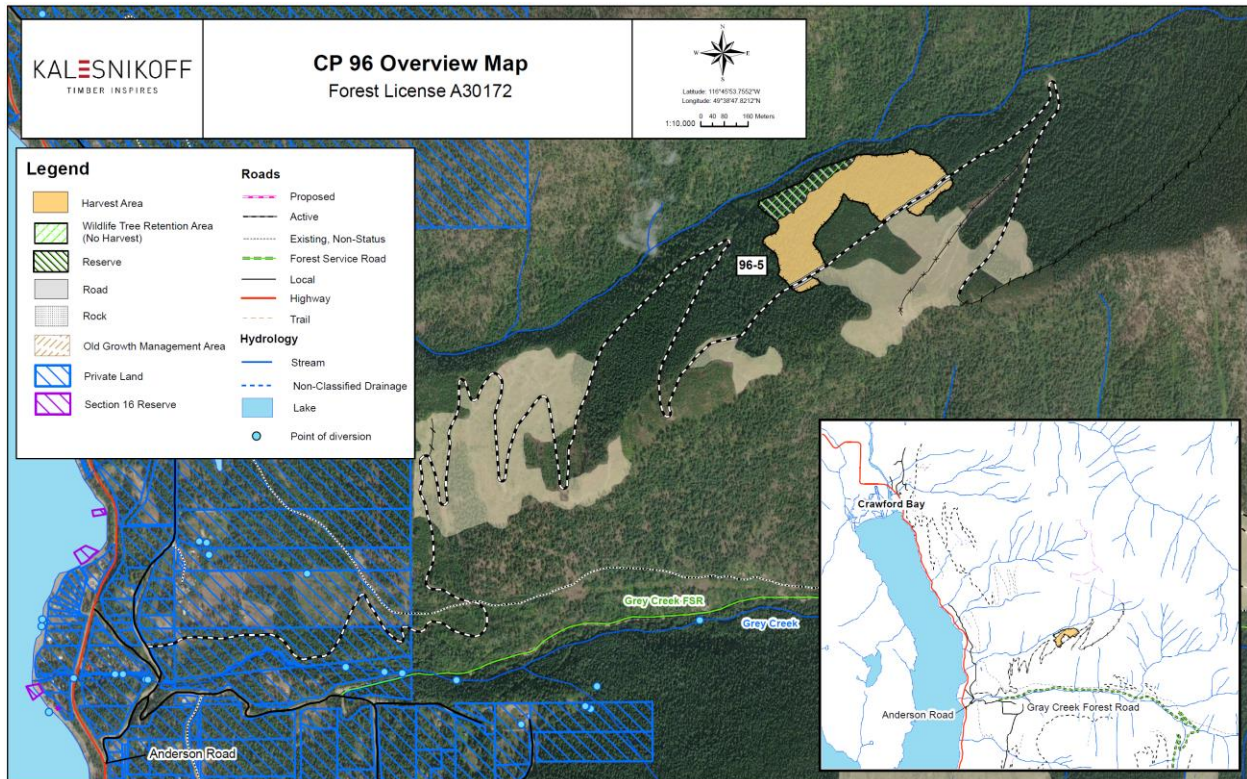 KALESNIKOFF
TIMBER INSPIRES
CP 96 Overview Map
Forest License A30172
N
W E
S
Latitude: 116°45'53.7552"W
Longitude: 49°38'47.8212"N
1:10,000 0 40 80 160 Meters
Legend
Harvest Area
Wildlife Tree Retention Area
(No Harvest)
Reserve
Road
Rock
Old Growth Management Area
Private Land
Section 16 Reserve
Roads
Proposed
Active
Existing, Non-Status
Forest Service Road
Local
Highway
Trail
Hydrology
Stream
Non-Classified Drainage
Lake
Point of diversion
96-5
Grey Creek FSR
Grey Creek
Anderson Road
Crawford Bay
Anderson Road
Gray Creek Forest Road